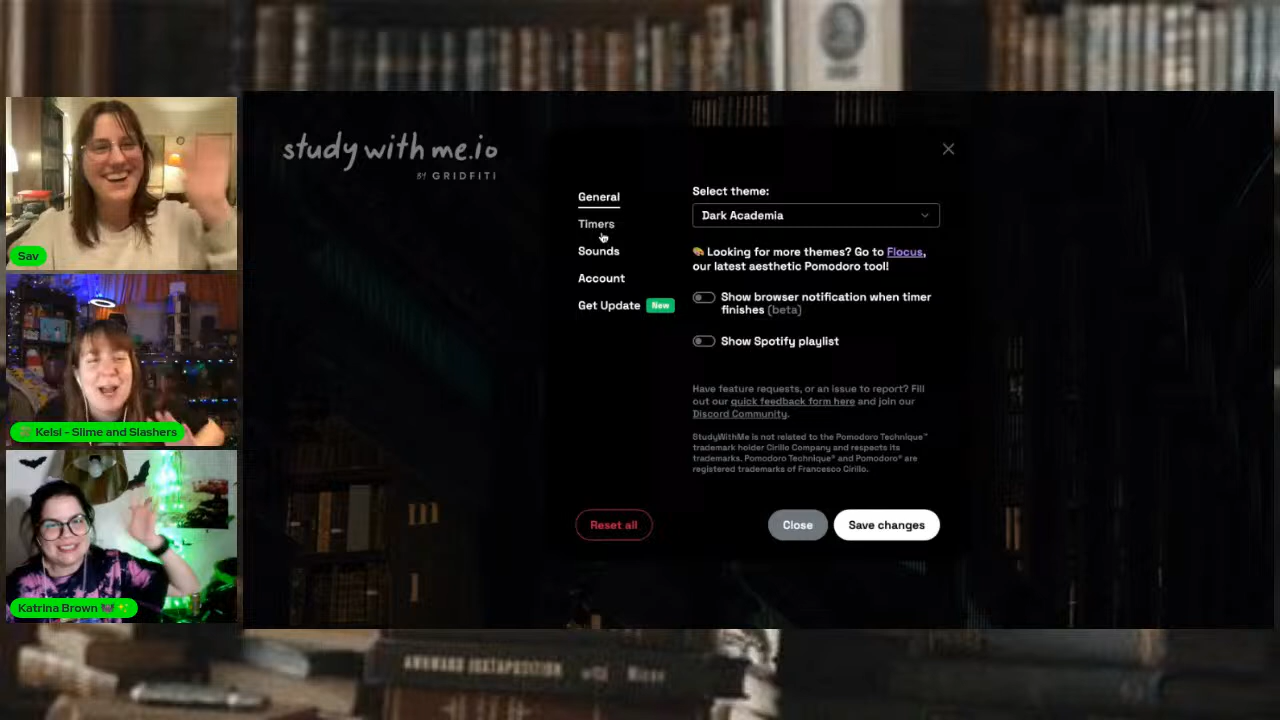 study with me.io
BY GRIDFITI
General
Timers
Sounds
Account
Get Update New
Select theme:
Dark Academia
Looking for more themes? Go to Flocus,
our latest aesthetic Pomodoro tool!
Show browser notification when timer
finishes (beta)
Show Spotify playlist
Have feature requests, or an issue to report? Fill
out our quick feedback form here and join our
Discord Community.
StudyWithMe is not related to the Pomodoro Technique™
trademark holder Cirillo Company and respects its
trademarks. Pomodoro Technique® and Pomodoro® are
registered trademarks of Francesco Cirillo.
Reset all
Close
Save changes
Sav
Kelsi - Slime and Slashers
Katrina Brown
m
AWKWARD JUXTAPOSITION